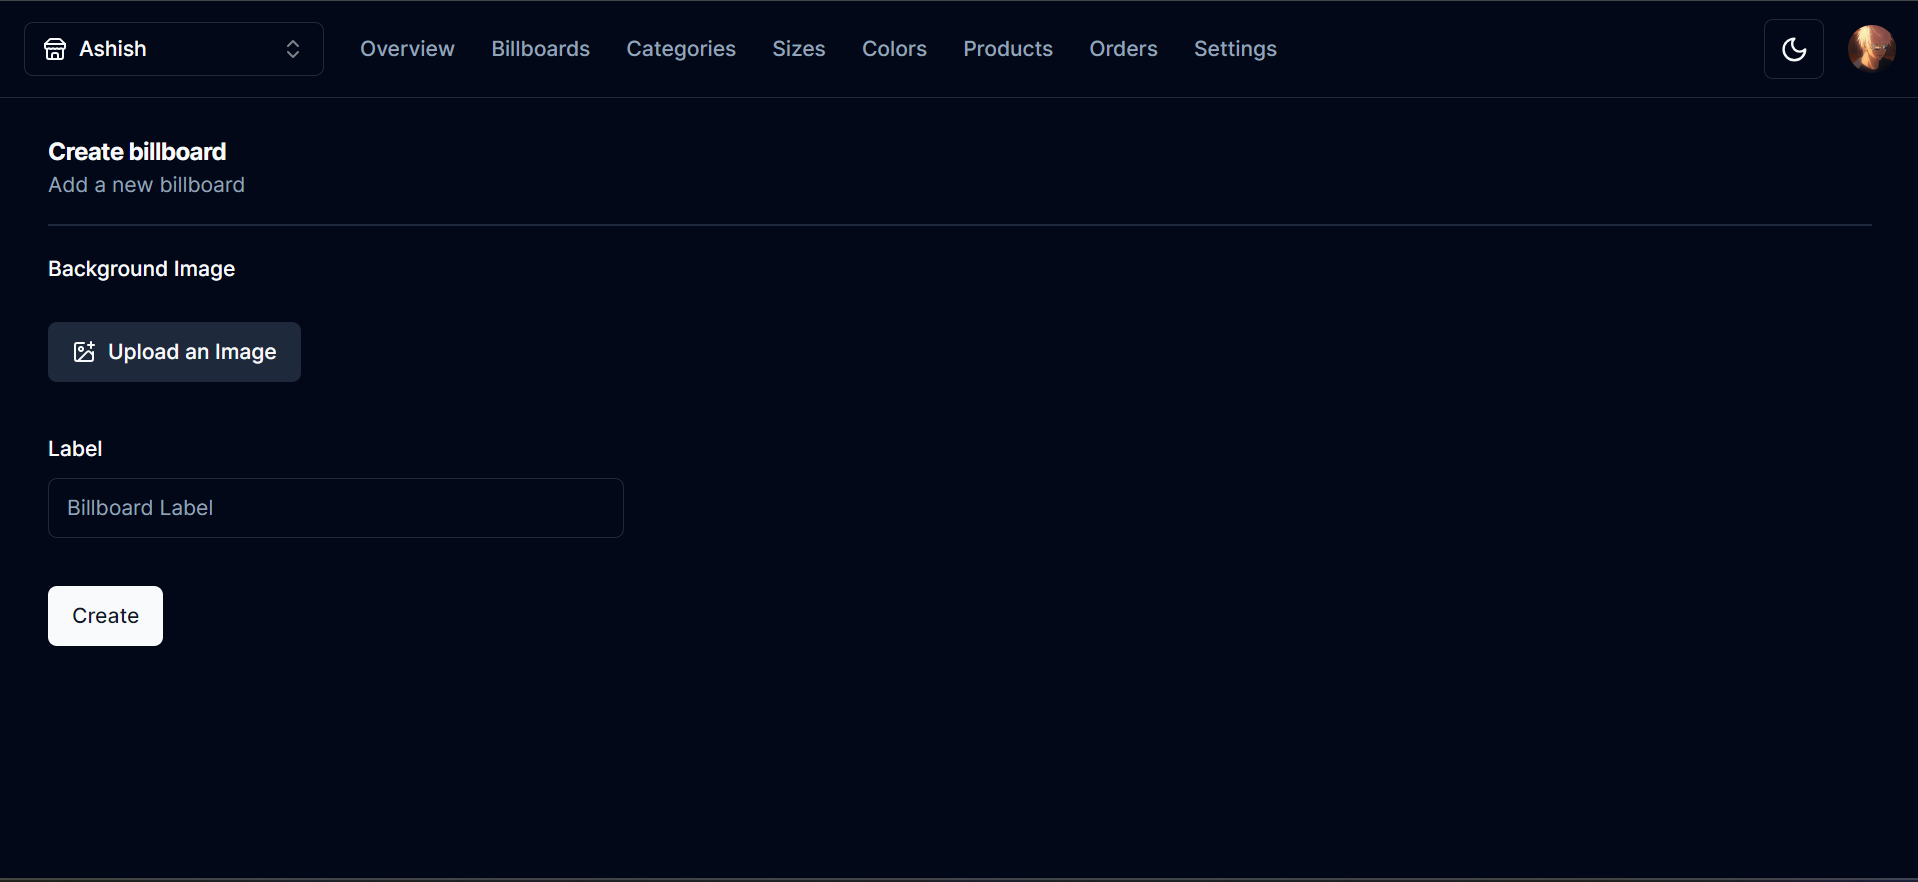 Ashish Overview Billboards Categories Sizes Colors Products Orders Settings
Create billboard
Add a new billboard
Background Image
Upload an Image
Label
Billboard Label
Create